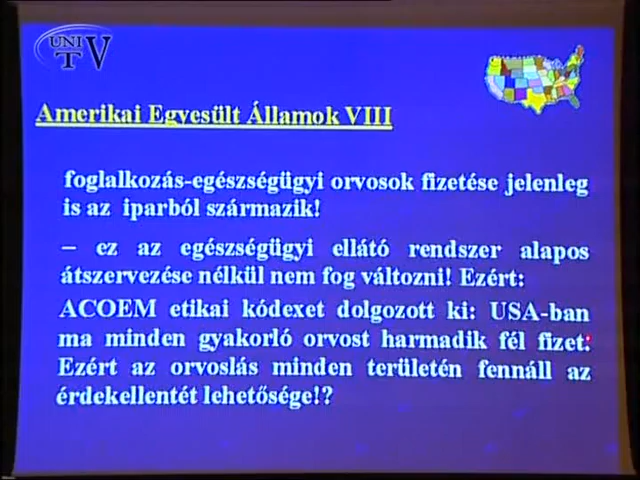 UNI
TV
Amerikai Egyesült Államok VIII
foglalkozás-egészségügyi orvosok fizetése jelenleg
is az iparból származik!
– ez az egészségügyi ellátó rendszer alapos
átszervezése nélkül nem fog változni! Ezért:
ACOEM etikai kódexet dolgozott ki: USA-ban
ma minden gyakorló orvost harmadik fél fizet:
Ezért az orvoslás minden területén fennáll az
érdekellentét lehetősége!?